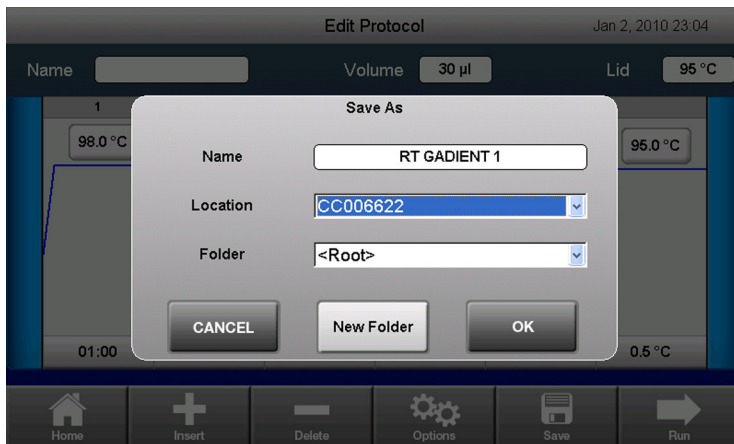 Edit Protocol Jan 2, 2010 23:04
Name Volume 30 µl Lid 95 °C
1
Save As
98.0 °C 95.0 °C
Name RT GADIENT 1
Location CC006622
Folder <Root>
CANCEL New Folder OK
01:00 0.5 °C
Home Insert Delete Options Save Run